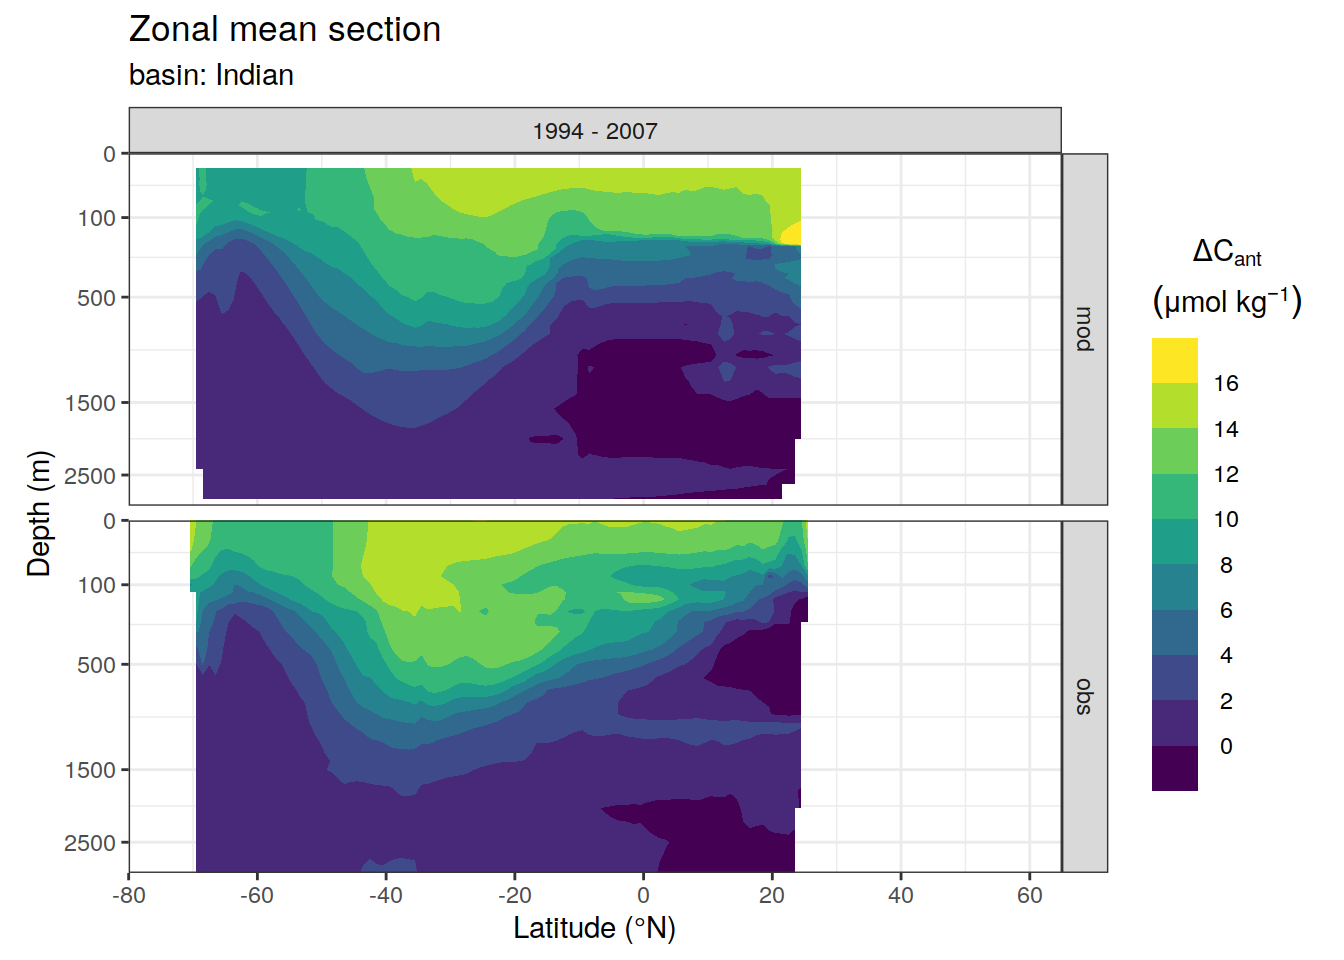 Zonal mean section
basin: Indian
1994 - 2007
0
100
500
1500
2500
mod
0
100
500
1500
2500
obs
Depth (m)
-80 -60 -40 -20 0 20 40 60
Latitude (°N)
ΔCant
(μmol kg⁻¹)
16
14
12
10
8
6
4
2
0